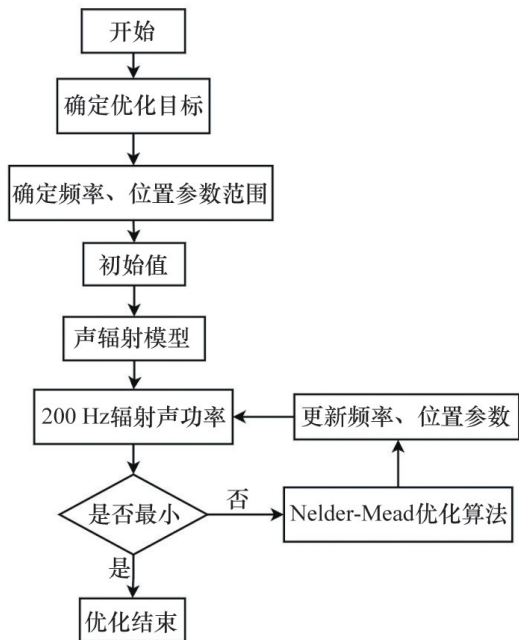 开始
确定优化目标
确定频率、位置参数范围
初始值
声辐射模型
200 Hz辐射声功率
更新频率、位置参数
是否最小
否
Nelder-Mead优化算法
是
优化结束